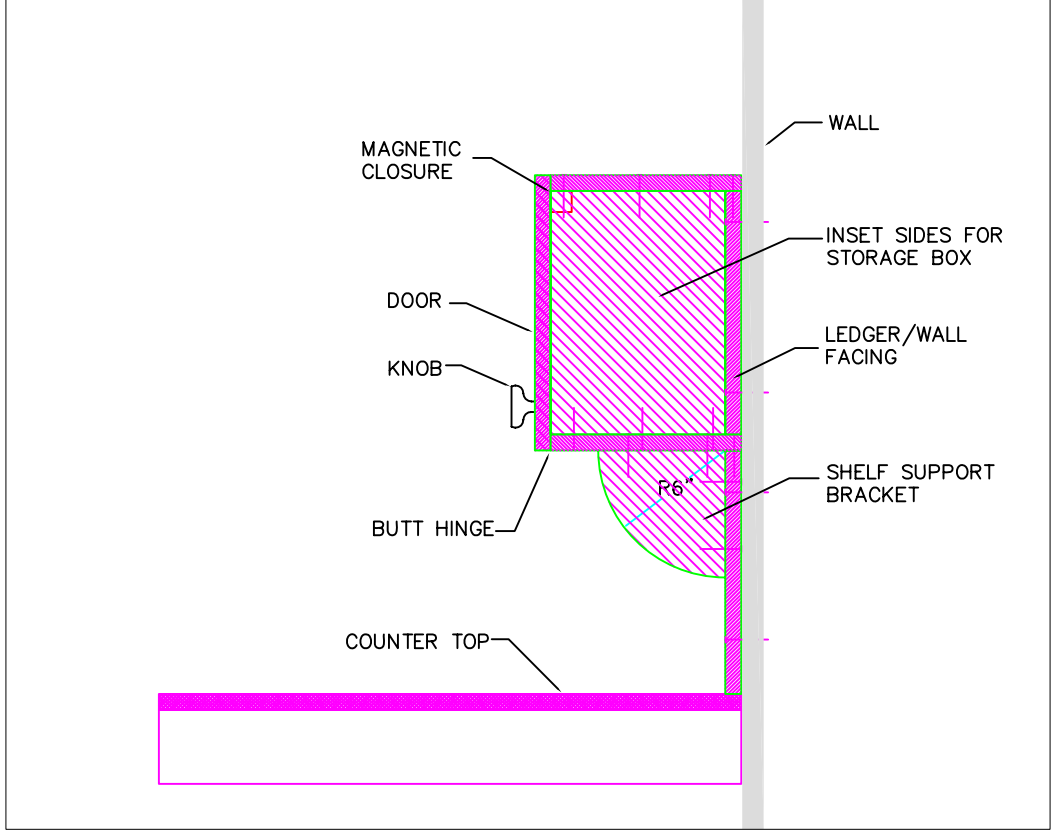 WALL
MAGNETIC
CLOSURE
INSET SIDES FOR
STORAGE BOX
DOOR
LEDGER/WALL
FACING
KNOB
SHELF SUPPORT
BRACKET
R6"
BUTT HINGE
COUNTER TOP